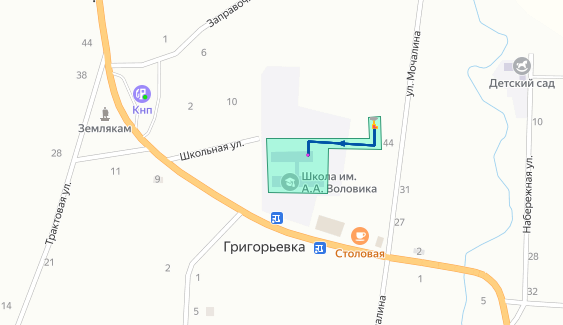 44
Заправочная
1
6
38
Кнп
Землякам
2
10
ул. Мочалина
Детский сад
10
Школьная ул.
44
28
11
9
Школа им.
А.А. Воловика
31
Трактовая ул.
Набережная ул.
27
Григорьевка
Столовая
2
21
2
1
1
28
32
14
5
5